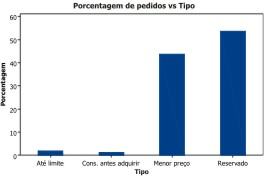 Porcentagem de pedidos vs Tipo
60
50
40
30
20
10
0
Porcentagem
Até limite
Cons. antes adquirir
Menor preço
Reservado
Tipo